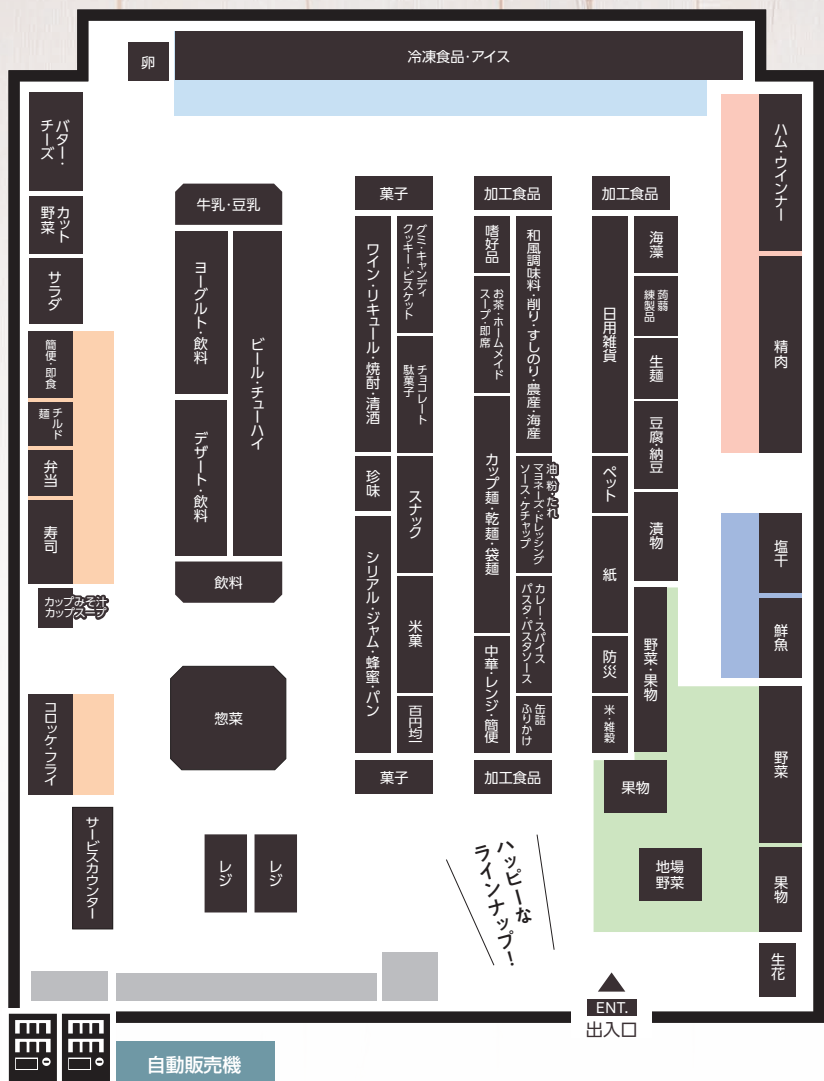 卵
冷凍食品・アイス
バター・
チーズ
カット
野菜
サラダ
簡便・即食
チルド
麺
弁当
寿司
カップみそ汁
カップスープ
コロッケ・フライ
サービスカウンター
牛乳・豆乳
ヨーグルト・飲料
デザート・飲料
ビール・チューハイ
飲料
惣菜
レジ
レジ
菓子
ワイン・リキュール・焼酎・清酒
珍味
シリアル・ジャム・蜂蜜・パン
グミ・キャンディ
クッキー・ビスケット
チョコレート
駄菓子
スナック
米菓
百円均一
菓子
加工食品
嗜好品
お茶・ホームメイド
スープ・即席
カップ麺・乾麺・袋麺
中華・レンジ・簡便
和風調味料・削り・すしのり・農産・海産
油・粉・たれ
マヨネーズ・ドレッシング
ソース・ケチャップ
カレー・スパイス
パスタ・パスタソース
缶詰
ふりかけ
加工食品
加工食品
日用雑貨
ペット
紙
防災
米・雑穀
海藻
蒟蒻
練製品
生麺
豆腐・納豆
漬物
野菜・果物
果物
地場
野菜
ハム・ウインナー
精肉
塩干
鮮魚
野菜
果物
生花
ハッピーな
ラインナップ！
ENT.
出入口
自動販売機